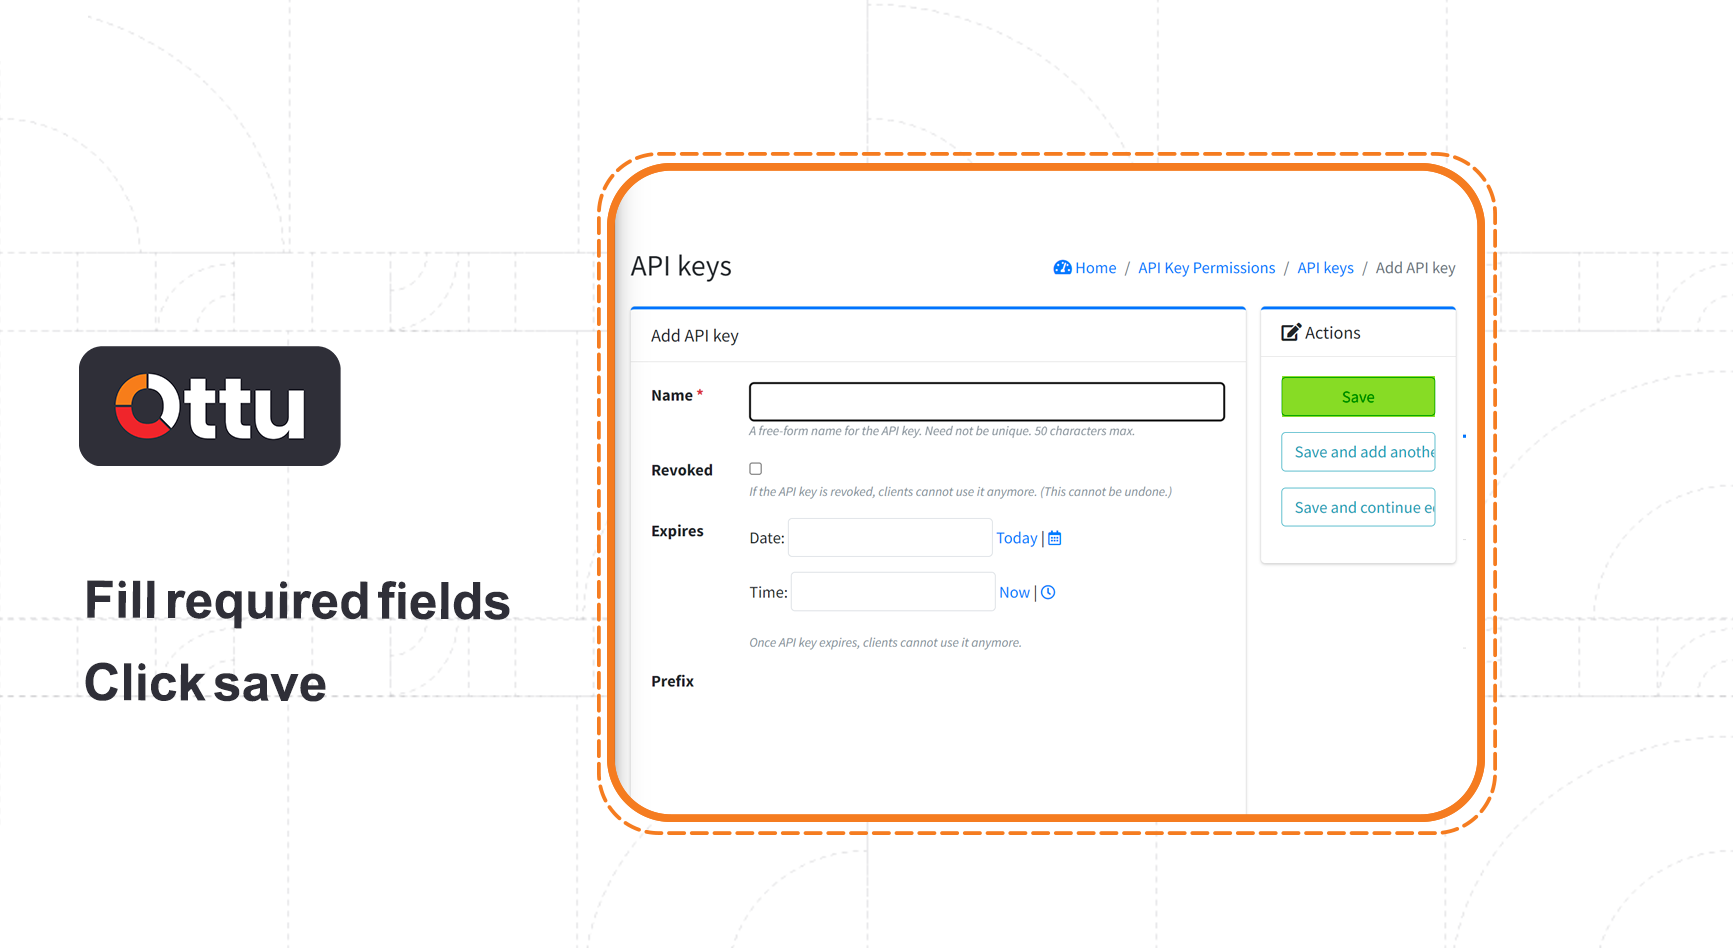 Ottu
Fill required fields
Click save
API keys
Home / API Key Permissions / API keys / Add API key
Add API key
Name *
A free-form name for the API key. Need not be unique. 50 characters max.
Revoked
If the API key is revoked, clients cannot use it anymore. (This cannot be undone.)
Expires
Date:
Today |
Time:
Now |
Once API key expires, clients cannot use it anymore.
Prefix
Actions
Save
Save and add anothe
Save and continue e